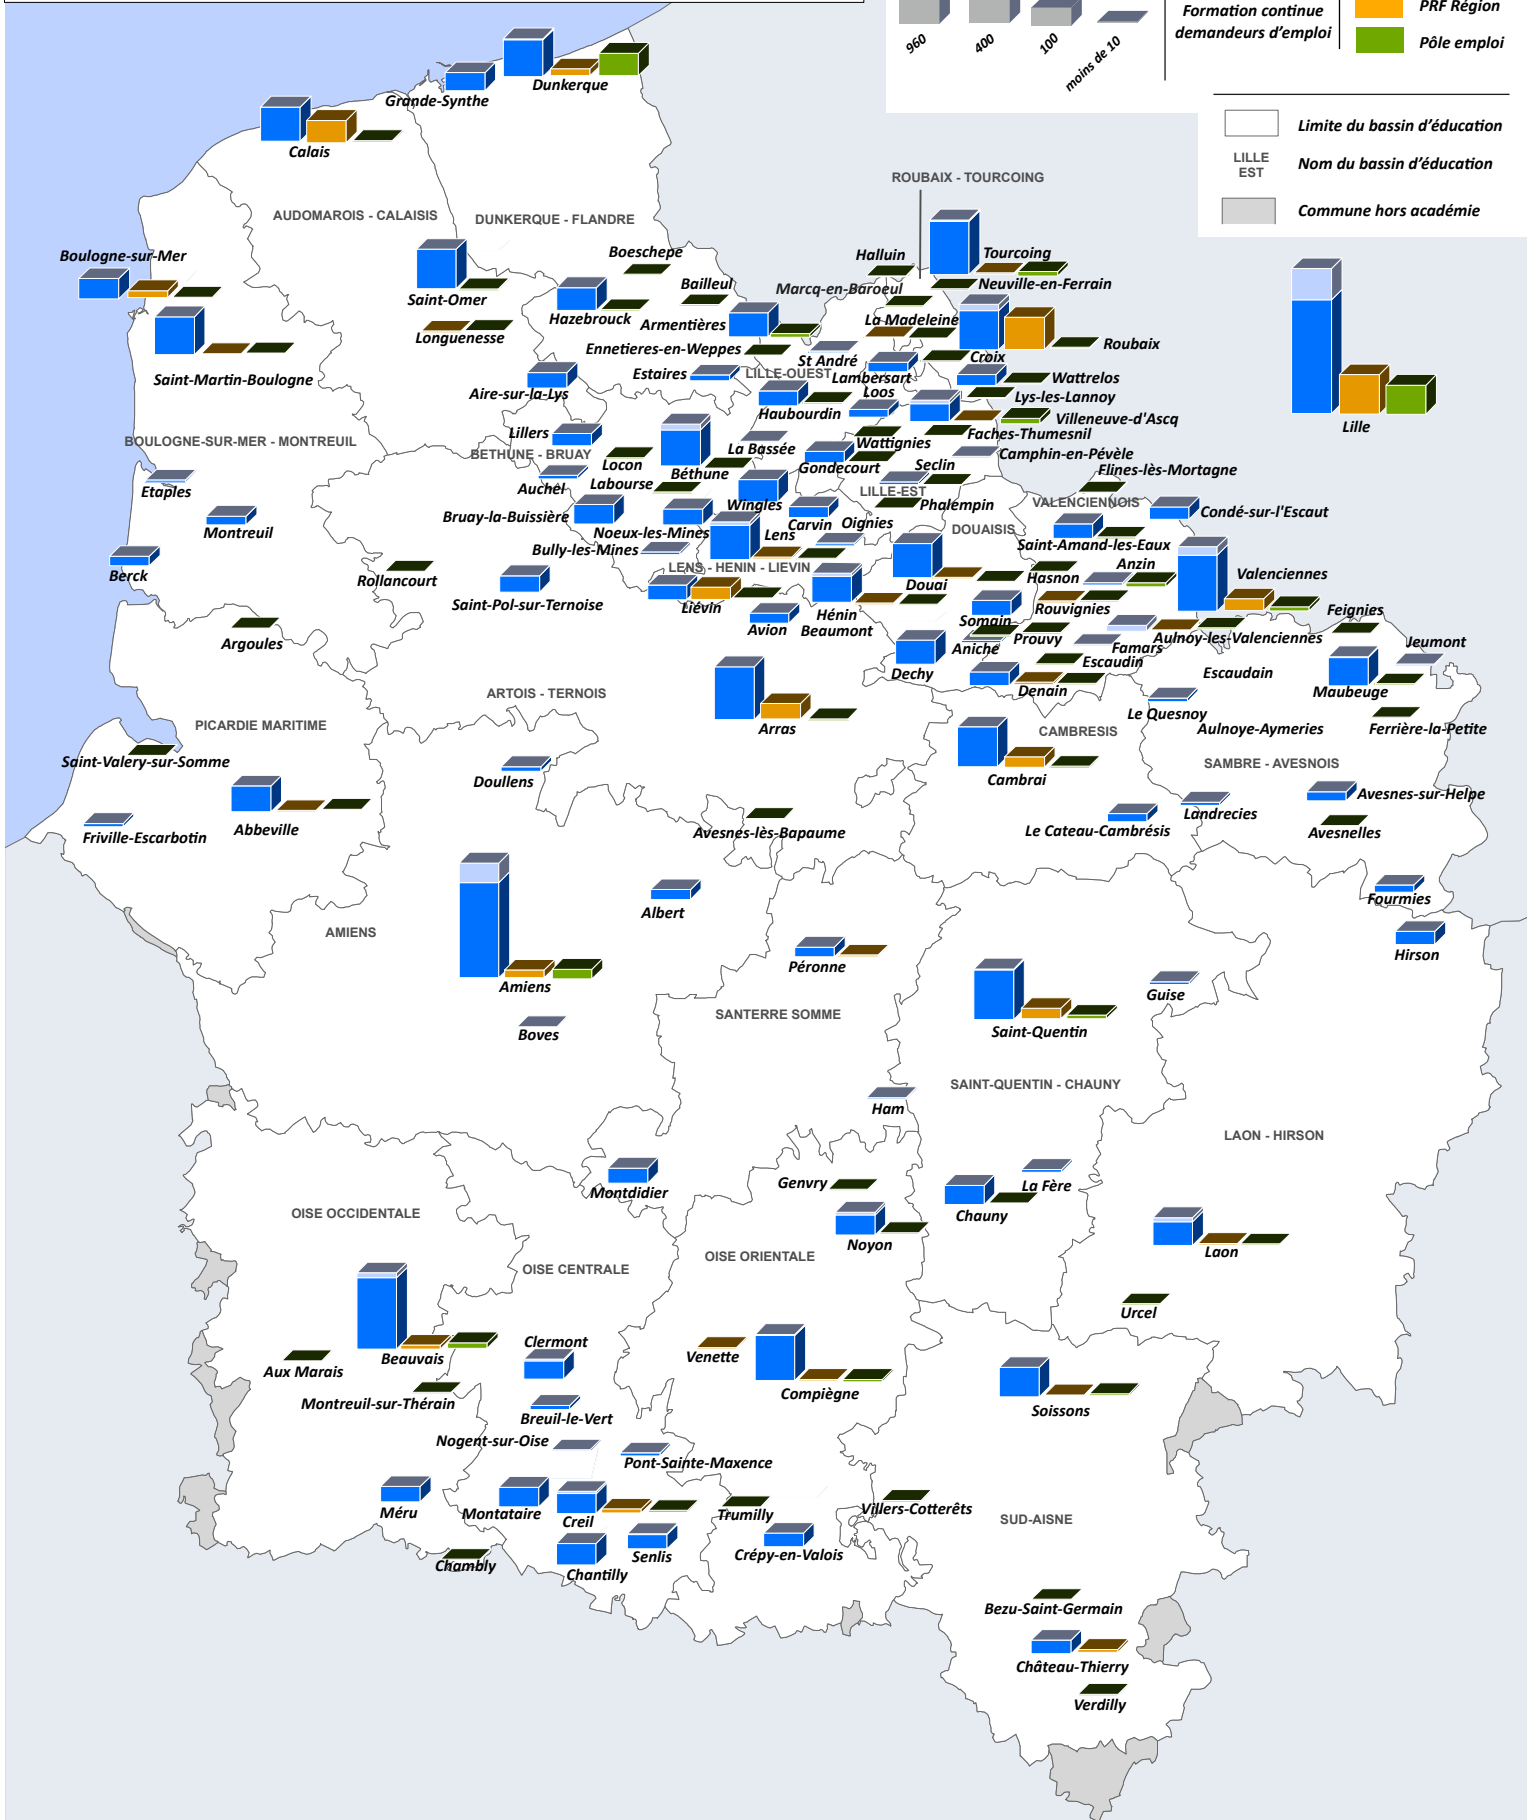 960
400
100
moins de 10
Formation continue
demandeurs d'emploi
PRF Région
Pôle emploi
Limite du bassin d'éducation
LILLE
EST
Nom du bassin d'éducation
Commune hors académie
Dunkerque
Grande-Synthe
Calais
ROUBAIX - TOURCOING
AUDOMAROIS - CALAISIS
DUNKERQUE - FLANDRE
Boulogne-sur-Mer
Boeschepe
Halluin
Tourcoing
Saint-Omer
Bailleul
Marcq-en-Baroeul
Neuville-en-Ferrain
Hazebrouck
Armentières
La Madeleine
Longuenesse
Roubaix
Ennetieres-en-Weppes
St André
Croix
Lille
Saint-Martin-Boulogne
Estaires
LILLE-OUEST
Lambersart
Wattrelos
Aire-sur-la-Lys
Loos
Lys-les-Lannoy
Haubourdin
Villeneuve-d'Ascq
Lillers
BOULOGNE-SUR-MER - MONTREUIL
La Bassée
Wattignies
Faches-Thumesnil
BETHUNE - BRUAY
Locon
Béthune
Gondecourt
Seclin
Camphin-en-Pévèle
Flines-lès-Mortagne
Etaples
Auchel
Labourse
LILLE-EST
Wingles
Phalempin
VALENCIENNOIS
Bruay-la-Buissière
Carvin
Oignies
Condé-sur-l'Escaut
Montreuil
Noeux-les-Mines
Lens
DOUAISIS
Saint-Amand-les-Eaux
Bully-les-Mines
Anzin
Berck
Rollancourt
LENS - HENIN - LIEVIN
Douai
Hasnon
Valenciennes
Saint-Pol-sur-Ternoise
Liévin
Rouvignies
Hénin
Beaumont
Somain
Feignies
Avion
Argoules
Prouvy
Aulnoy-les-Valenciennes
Aniche
Famars
Jeumont
Dechy
Escaudin
Escaudain
Denain
Maubeuge
ARTOIS - TERNOIS
Le Quesnoy
PICARDIE MARITIME
Arras
CAMBRESIS
Aulnoye-Aymeries
Ferrière-la-Petite
Saint-Valery-sur-Somme
SAMBRE - AVESNOIS
Doullens
Cambrai
Avesnes-sur-Helpe
Landrecies
Abbeville
Friville-Escarbotin
Avesnes-lès-Bapaume
Le Cateau-Cambrésis
Avesnelles
Fourmies
Albert
AMIENS
Hirson
Péronne
Amiens
Guise
SANTERRE SOMME
Saint-Quentin
Boves
SAINT-QUENTIN - CHAUNY
Ham
LAON - HIRSON
Genvry
La Fère
Montdidier
OISE OCCIDENTALE
Chauny
Noyon
Laon
OISE ORIENTALE
OISE CENTRALE
Urcel
Clermont
Beauvais
Venette
Aux Marais
Compiègne
Montreuil-sur-Thérain
Soissons
Breuil-le-Vert
Nogent-sur-Oise
Pont-Sainte-Maxence
Méru
Montataire
Creil
Trumilly
Villers-Cotterêts
SUD-AISNE
Senlis
Crépy-en-Valois
Chambly
Chantilly
Bezu-Saint-Germain
Château-Thierry
Verdilly